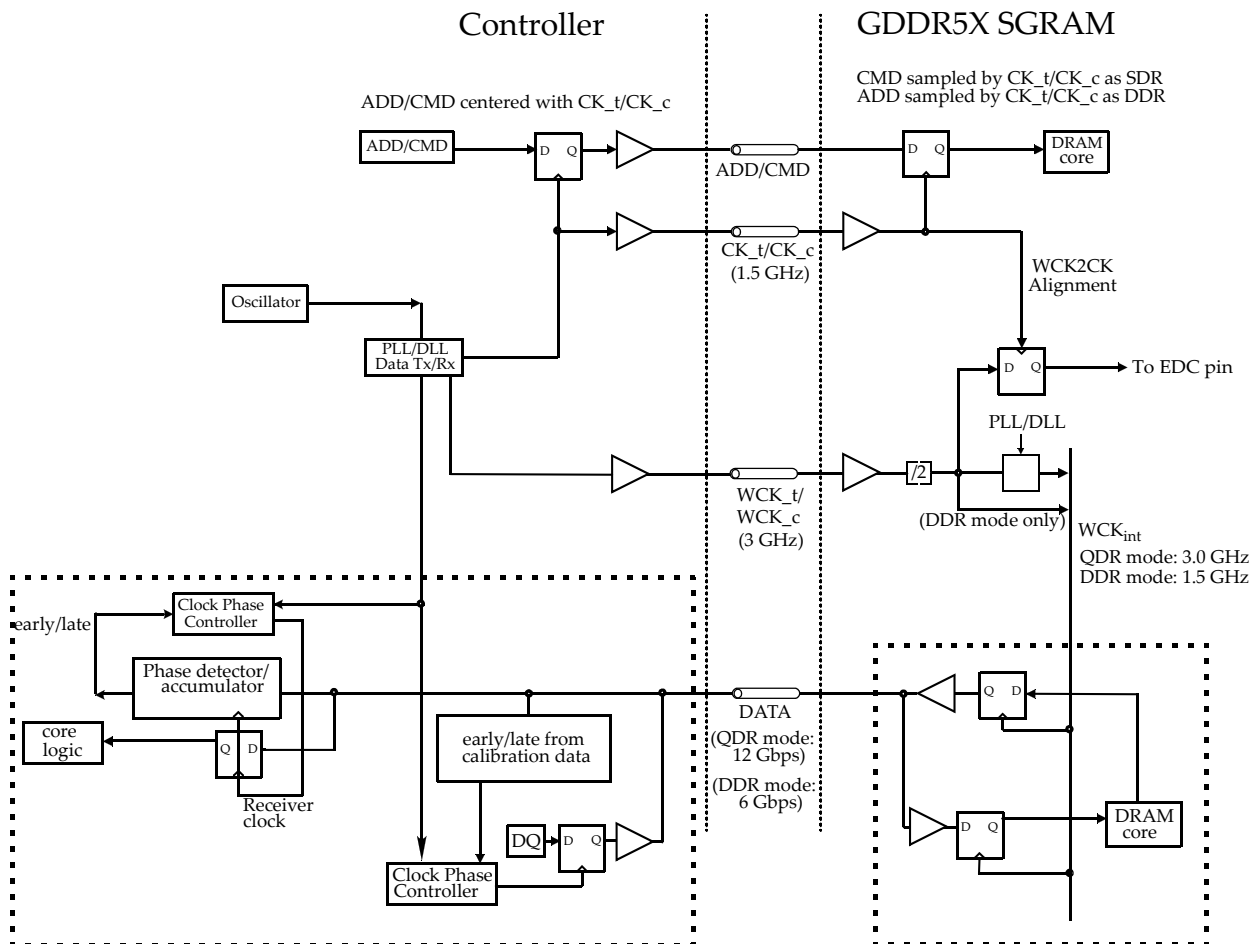 Controller
GDDR5X SGRAM
CMD sampled by CK_t/CK_c as SDR
ADD sampled by CK_t/CK_c as DDR
ADD/CMD centered with CK_t/CK_c
ADD/CMD
D Q
ADD/CMD
D Q
DRAM
core
CK_t/CK_c
(1.5 GHz)
WCK2CK
Alignment
Oscillator
PLL/DLL
Data Tx/Rx
D Q
To EDC pin
PLL/DLL
/2
WCK_t/
WCK_c
(3 GHz)
(DDR mode only)
WCKint
QDR mode: 3.0 GHz
DDR mode: 1.5 GHz
Clock Phase
Controller
early/late
Phase detector/
accumulator
core
logic
Q D
Receiver
clock
early/late from
calibration data
DATA
(QDR mode:
12 Gbps)
(DDR mode:
6 Gbps)
Q D
DQ
D Q
Clock Phase
Controller
D Q
DRAM
core